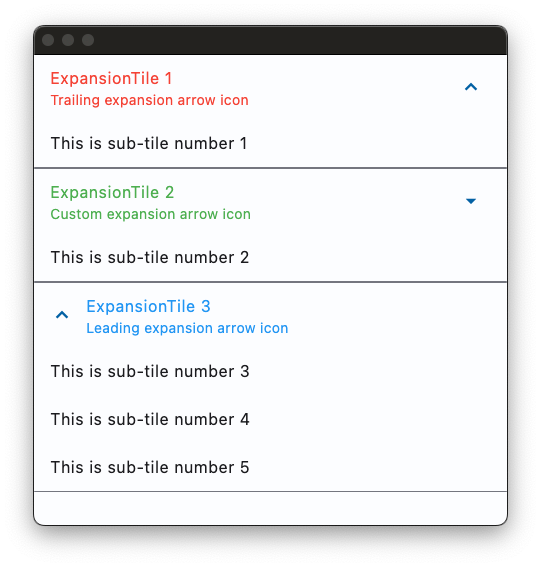 ExpansionTile 1
Trailing expansion arrow icon
This is sub-tile number 1
ExpansionTile 2
Custom expansion arrow icon
This is sub-tile number 2
ExpansionTile 3
Leading expansion arrow icon
This is sub-tile number 3
This is sub-tile number 4
This is sub-tile number 5